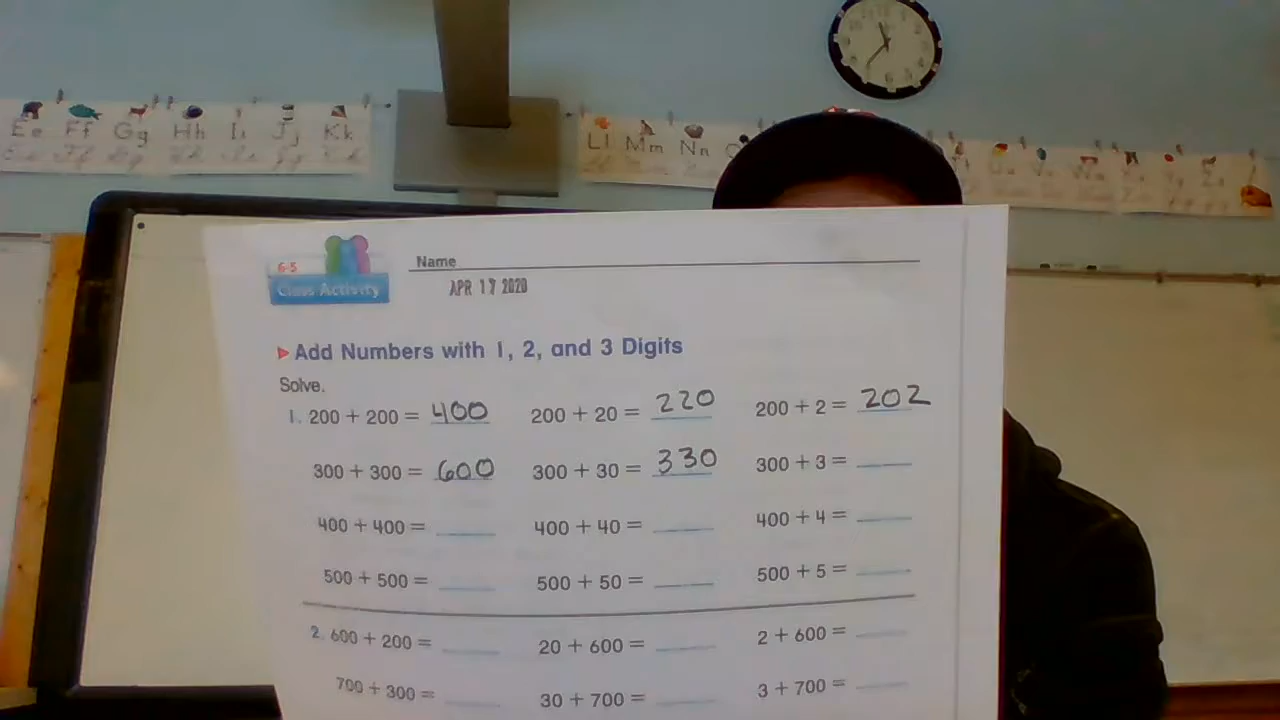 Ee Ff Gg Hh Ii Jj Kk
Ll Mm Nn
6-5
Class Activity
Name
APR 17 2020
Add Numbers with 1, 2, and 3 Digits
Solve.
1. 200 + 200 = 400 200 + 20 = 220 200 + 2 = 202
300 + 300 = 600 300 + 30 = 330 300 + 3 =
400 + 400 = 400 + 40 = 400 + 4 =
500 + 500 = 500 + 50 = 500 + 5 =
2. 600 + 200 = 20 + 600 = 2 + 600 =
700 + 300 = 30 + 700 = 3 + 700 =